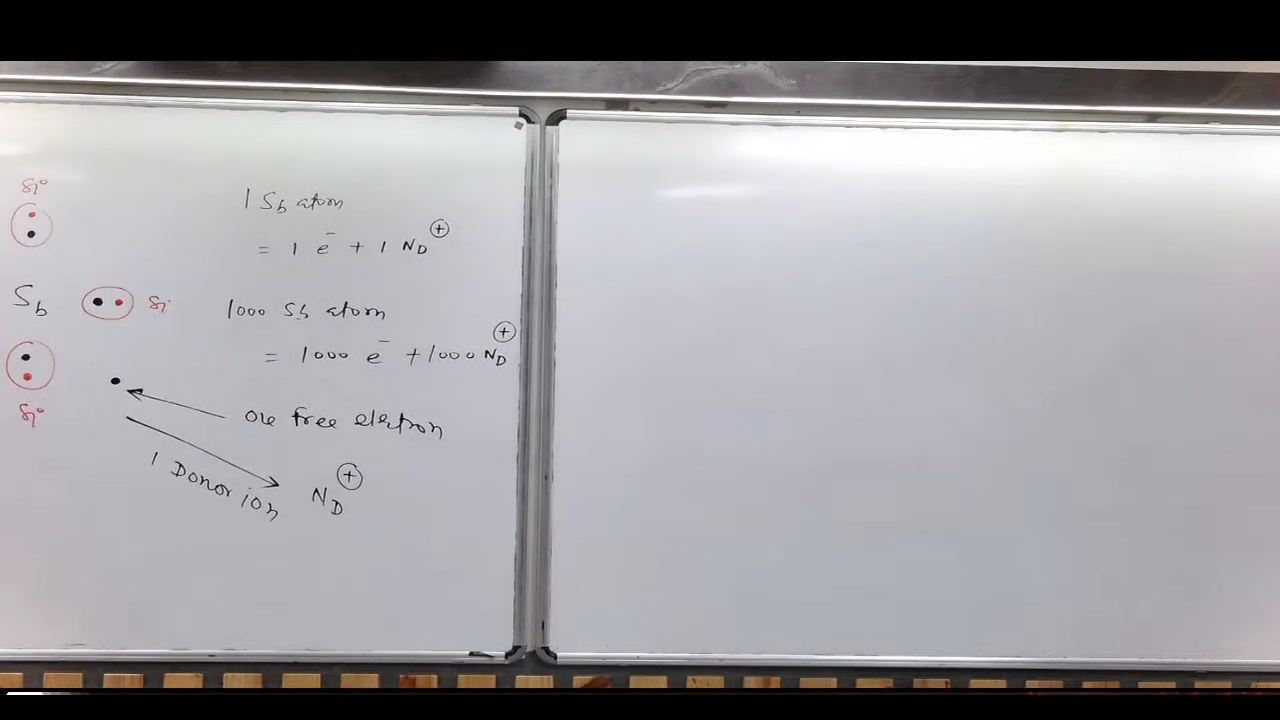 Si
Sb
Si
Si
1 Sb atom
= 1 e⁻ + 1 N_D⊕
1000 Sb atom
= 1000 e⁻ + 1000 N_D⊕
One free electron
1 Donor ion N_D⊕